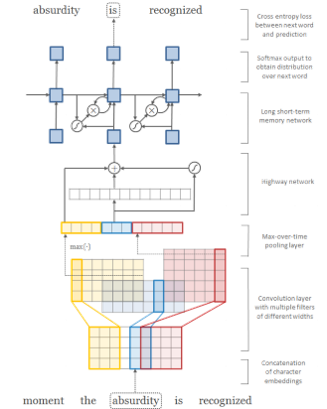 absurdity is recognized
Cross entropy loss
between next word
and prediction
Softmax output to
obtain distribution
over next word
Long short-term
memory network
Highway network
Max-over-time
pooling layer
max(·)
Convolution layer
with multiple filters
of different widths
Concatenation
of character
embeddings
moment the absurdity is recognized